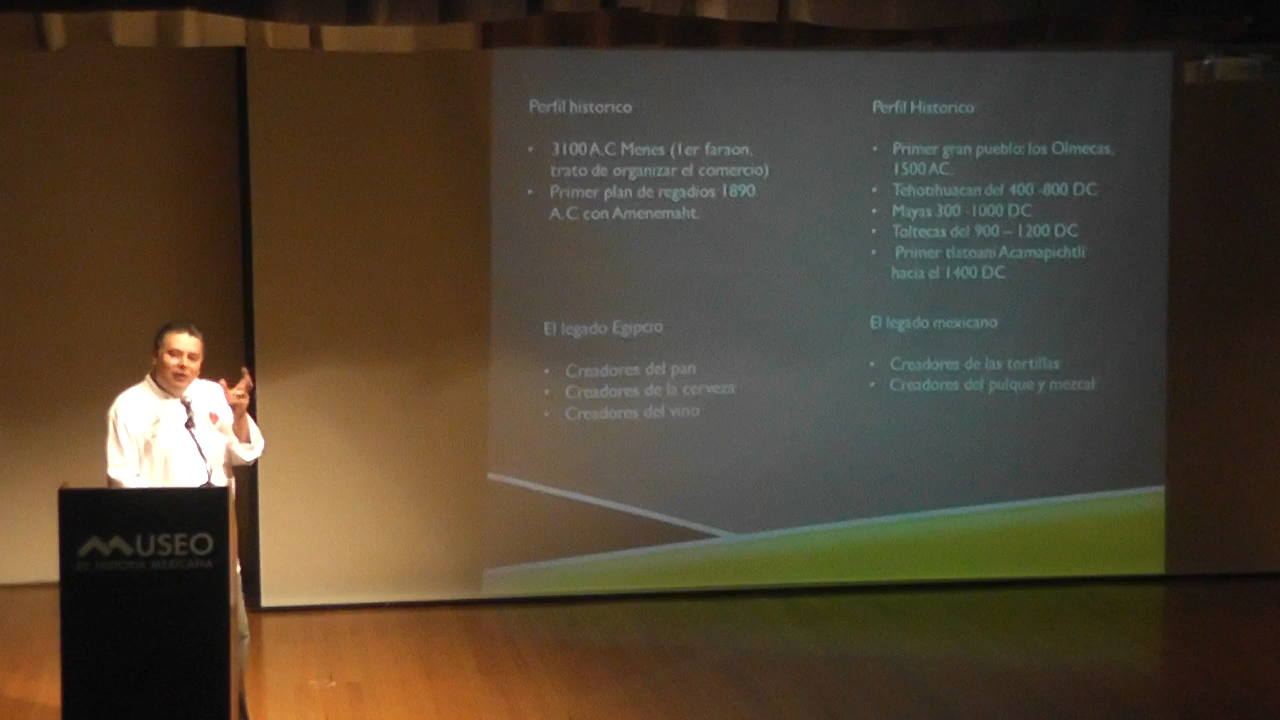 Perfil historico
• 3100 A.C Menes (1er faraon,
trato de organizar el comercio)
• Primer plan de regadios 1890
A.C con Amenemaht.
El legado Egipcio
• Creadores del pan
• Creadores de la cerveza
• Creadores del vino
Perfil Historico
• Primer gran pueblo: los Olmecas,
1500 AC.
• Tehotihuacan del 400 -800 DC
• Mayas 300 -1000 DC
• Toltecas del 900 – 1200 DC
• Primer tlatoani Acamapichtli
hacia el 1400 DC
El legado mexicano
• Creadores de las tortillas
• Creadores del pulque y mezcal
MUSEO
DE HISTORIA MEXICANA